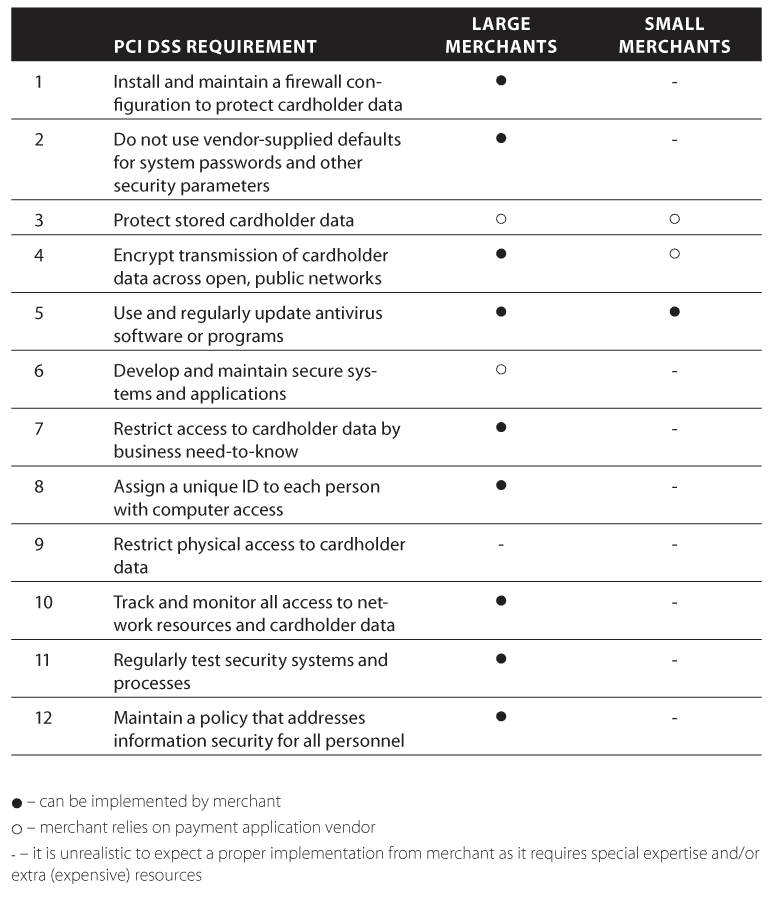 PCI DSS REQUIREMENT LARGE MERCHANTS SMALL MERCHANTS
1 Install and maintain a firewall con- ● -
figuration to protect cardholder data
2 Do not use vendor-supplied defaults ● -
for system passwords and other
security parameters
3 Protect stored cardholder data ○ ○
4 Encrypt transmission of cardholder ● ○
data across open, public networks
5 Use and regularly update antivirus ● ●
software or programs
6 Develop and maintain secure sys- ○ -
tems and applications
7 Restrict access to cardholder data by ● -
business need-to-know
8 Assign a unique ID to each person ● -
with computer access
9 Restrict physical access to cardholder - -
data
10 Track and monitor all access to net- ● -
work resources and cardholder data
11 Regularly test security systems and ● -
processes
12 Maintain a policy that addresses ● -
information security for all personnel
● – can be implemented by merchant
○ – merchant relies on payment application vendor
- – it is unrealistic to expect a proper implementation from merchant as it requires special expertise and/or
extra (expensive) resources